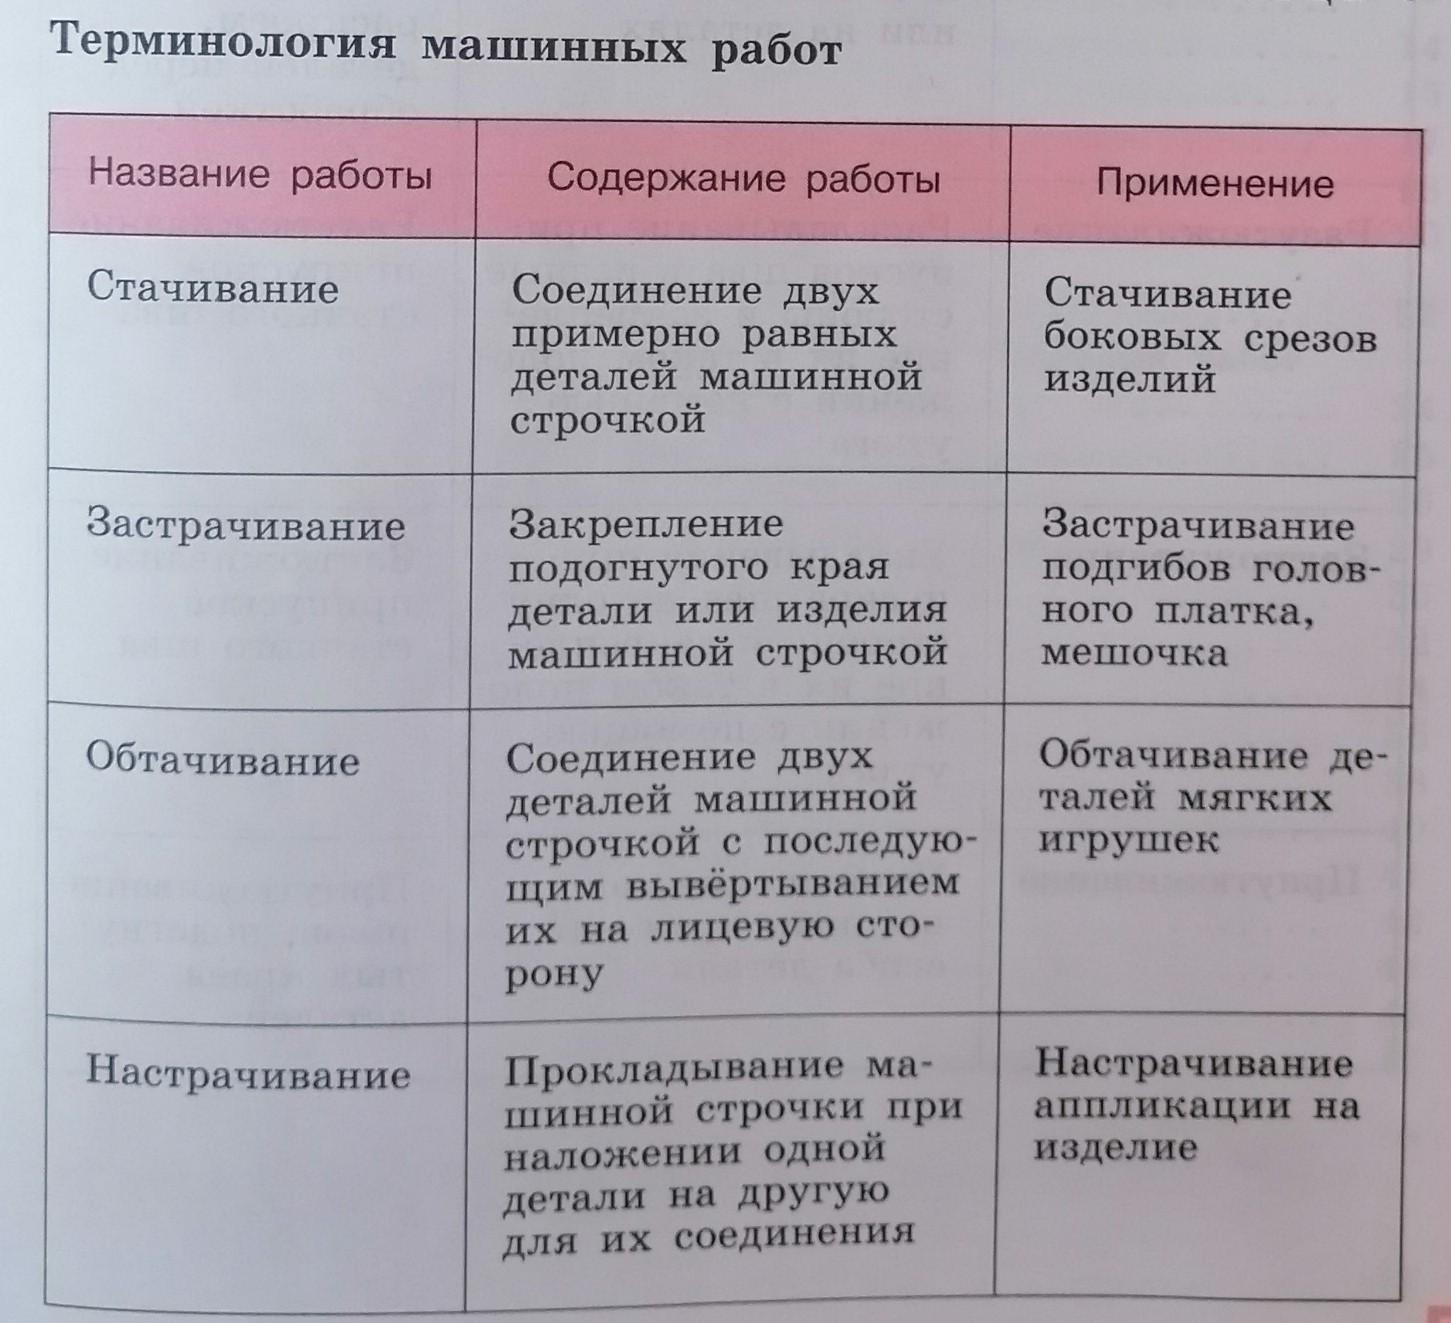 Терминология машинных работ
Название работы
Содержание работы
Применение
Стачивание
Соединение двух
примерно равных
деталей машинной
строчкой
Стачивание
боковых срезов
изделий
Застрачивание
Закрепление
подогнутого края
детали или изделия
машинной строчкой
Застрачивание
подгибов голов-
ного платка,
мешочка
Обтачивание
Соединение двух
деталей машинной
строчкой с последую-
щим вывёртыванием
их на лицевую сто-
рону
Обтачивание де-
талей мягких
игрушек
Настрачивание
Прокладывание ма-
шинной строчки при
наложении одной
детали на другую
для их соединения
Настрачивание
аппликации на
изделие